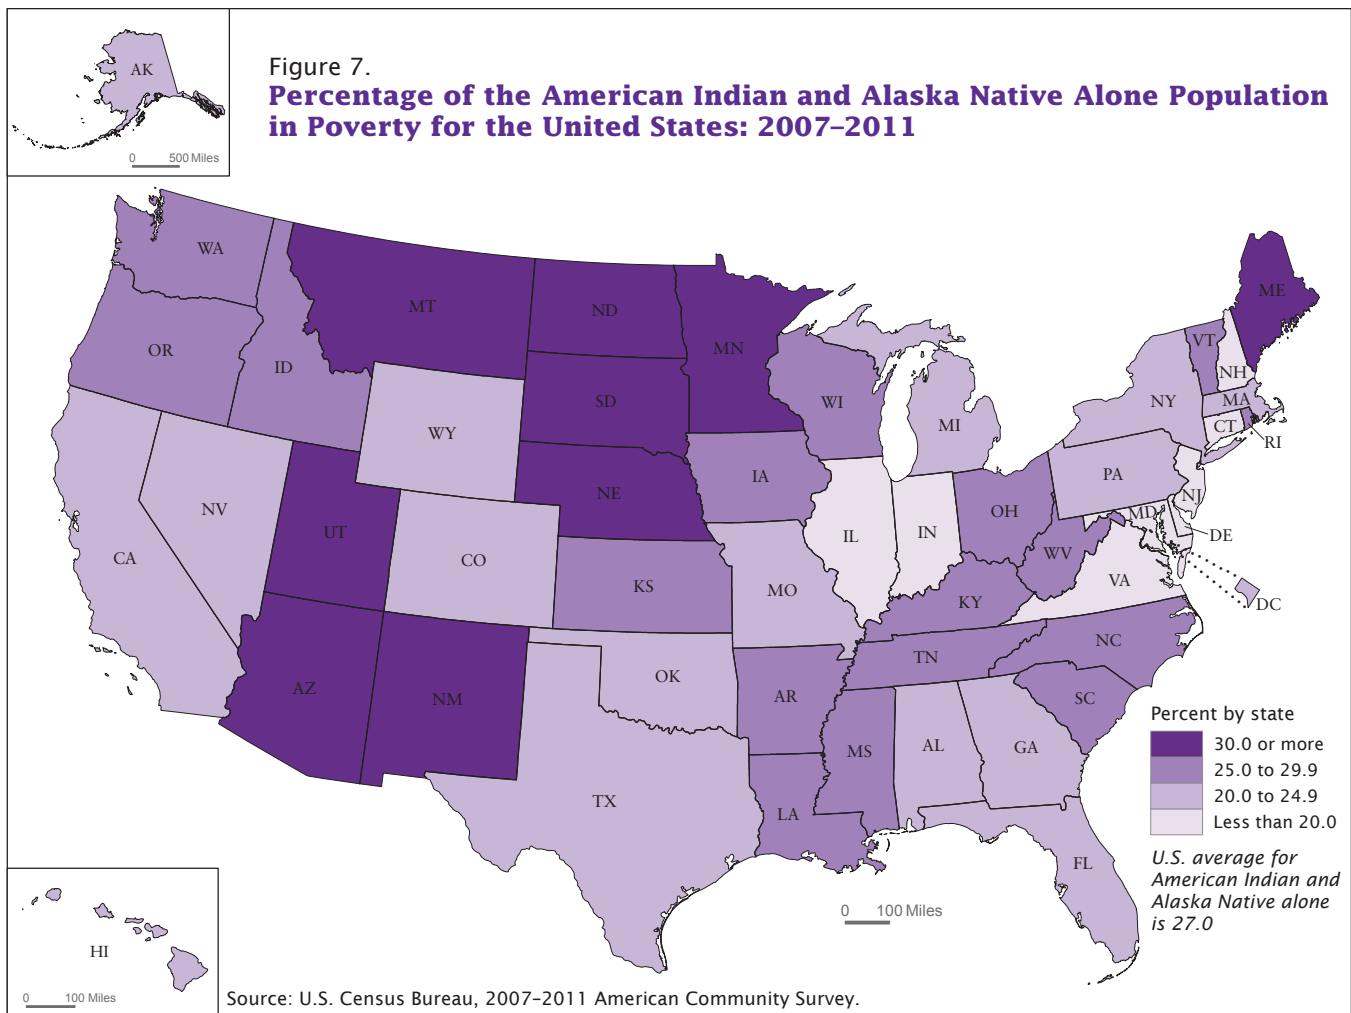 AK
0 500 Miles
Figure 7.
Percentage of the American Indian and Alaska Native Alone Population
in Poverty for the United States: 2007–2011
WA
MT
ND
MN
ME
OR
ID
SD
WI
VT
NH
WY
MI
NY
MA
CT
RI
NV
UT
NE
IA
PA
NJ
CA
CO
IL
IN
OH
MD
DE
KS
MO
WV
VA
DC
KY
AZ
NM
OK
AR
TN
NC
SC
TX
LA
MS
AL
GA
FL
Percent by state
30.0 or more
25.0 to 29.9
20.0 to 24.9
Less than 20.0
U.S. average for
American Indian and
Alaska Native alone
is 27.0
0 100 Miles
HI
0 100 Miles
Source: U.S. Census Bureau, 2007–2011 American Community Survey.